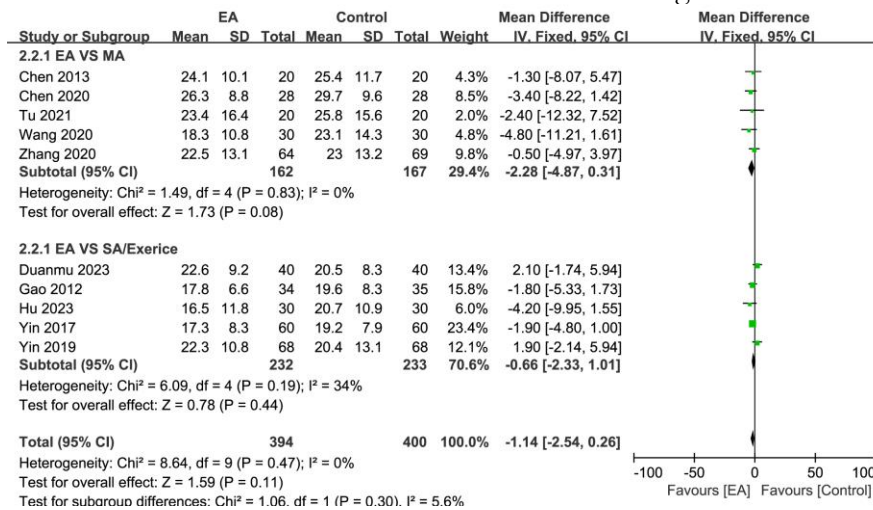 EA Control Mean Difference Mean Difference
Study or Subgroup Mean SD Total Mean SD Total Weight IV. Fixed. 95% CI IV. Fixed. 95% CI
2.2.1 EA VS MA
Chen 2013 24.1 10.1 20 25.4 11.7 20 4.3% -1.30 [-8.07, 5.47]
Chen 2020 26.3 8.8 28 29.7 9.6 28 8.5% -3.40 [-8.22, 1.42]
Tu 2021 23.4 16.4 20 25.8 15.6 20 2.0% -2.40 [-12.32, 7.52]
Wang 2020 18.3 10.8 30 23.1 14.3 30 4.8% -4.80 [-11.21, 1.61]
Zhang 2020 22.5 13.1 64 23 13.2 69 9.8% -0.50 [-4.97, 3.97]
Subtotal (95% CI) 162 167 29.4% -2.28 [-4.87, 0.31]
Heterogeneity: Chi² = 1.49, df = 4 (P = 0.83); I² = 0%
Test for overall effect: Z = 1.73 (P = 0.08)
2.2.1 EA VS SA/Exerice
Duanmu 2023 22.6 9.2 40 20.5 8.3 40 13.4% 2.10 [-1.74, 5.94]
Gao 2012 17.8 6.6 34 19.6 8.3 35 15.8% -1.80 [-5.33, 1.73]
Hu 2023 16.5 11.8 30 20.7 10.9 30 6.0% -4.20 [-9.95, 1.55]
Yin 2017 17.3 8.3 60 19.2 7.9 60 23.4% -1.90 [-4.80, 1.00]
Yin 2019 22.3 10.8 68 20.4 13.1 68 12.1% 1.90 [-2.14, 5.94]
Subtotal (95% CI) 232 233 70.6% -0.66 [-2.33, 1.01]
Heterogeneity: Chi² = 6.09, df = 4 (P = 0.19); I² = 34%
Test for overall effect: Z = 0.78 (P = 0.44)
Total (95% CI) 394 400 100.0% -1.14 [-2.54, 0.26]
Heterogeneity: Chi² = 8.64, df = 9 (P = 0.47); I² = 0%
Test for overall effect: Z = 1.59 (P = 0.11)
Test for subgroup differences: Chi² = 1.06, df = 1 (P = 0.30), I² = 5.6%
-100 -50 0 50 100
Favours [EA] Favours [Control]